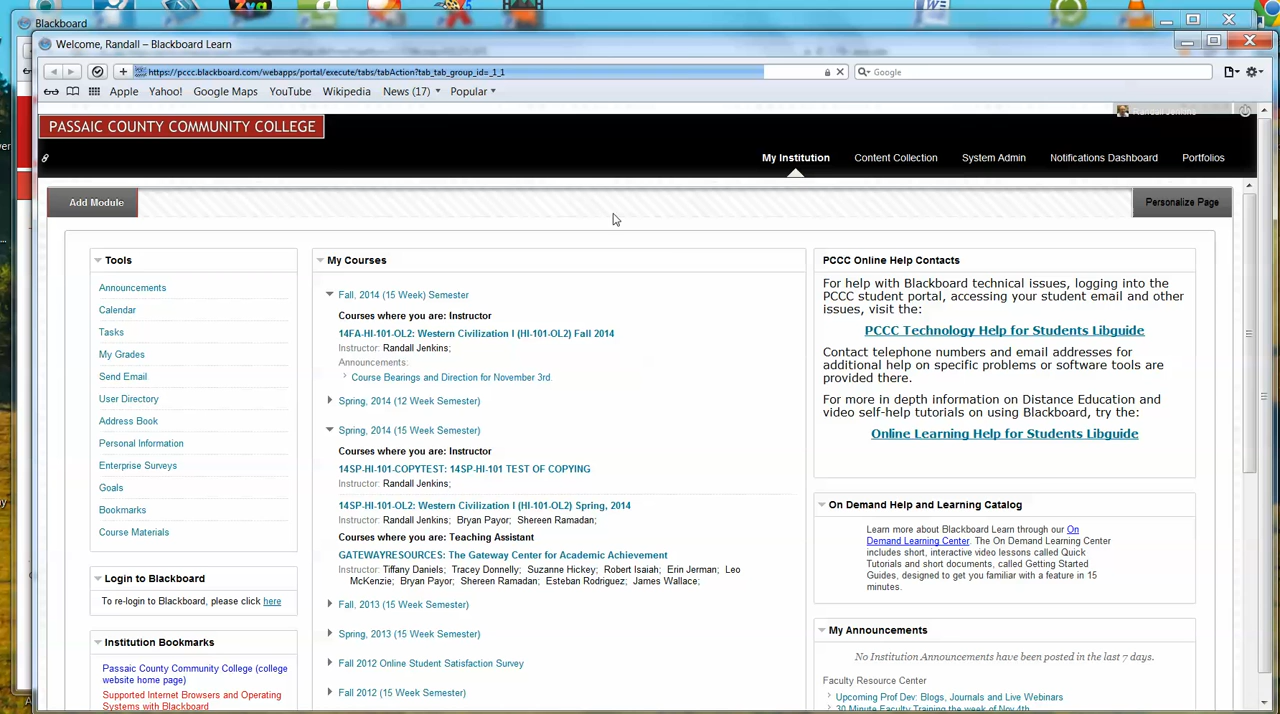 Blackboard
Welcome, Randall – Blackboard Learn
https://pccc.blackboard.com/webapps/portal/execute/tabs/tabAction?tab_tab_group_id=_1_1
Google
Apple Yahoo! Google Maps YouTube Wikipedia News (17) Popular
Randall Jenkins
PASSAIC COUNTY COMMUNITY COLLEGE
My Institution Content Collection System Admin Notifications Dashboard Portfolios
Add Module
Personalize Page
Tools
Announcements
Calendar
Tasks
My Grades
Send Email
User Directory
Address Book
Personal Information
Enterprise Surveys
Goals
Bookmarks
Course Materials
Login to Blackboard
To re-login to Blackboard, please click here
Institution Bookmarks
Passaic County Community College (college
website home page)
Supported Internet Browsers and Operating
Systems with Blackboard
My Courses
Fall, 2014 (15 Week) Semester
Courses where you are: Instructor
14FA-HI-101-OL2: Western Civilization I (HI-101-OL2) Fall 2014
Instructor: Randall Jenkins;
Announcements:
Course Bearings and Direction for November 3rd.
Spring, 2014 (12 Week Semester)
Spring, 2014 (15 Week Semester)
Courses where you are: Instructor
14SP-HI-101-COPYTEST: 14SP-HI-101 TEST OF COPYING
Instructor: Randall Jenkins;
14SP-HI-101-OL2: Western Civilization I (HI-101-OL2) Spring, 2014
Instructor: Randall Jenkins; Bryan Payor; Shereen Ramadan;
Courses where you are: Teaching Assistant
GATEWAYRESOURCES: The Gateway Center for Academic Achievement
Instructor: Tiffany Daniels; Tracey Donnelly; Suzanne Hickey; Robert Isaiah; Erin Jerman; Leo
McKenzie; Bryan Payor; Shereen Ramadan; Esteban Rodriguez; James Wallace;
Fall, 2013 (15 Week Semester)
Spring, 2013 (15 Week Semester)
Fall 2012 Online Student Satisfaction Survey
Fall 2012 (15 Week Semester)
PCCC Online Help Contacts
For help with Blackboard technical issues, logging into the
PCCC student portal, accessing your student email and other
issues, visit the:
PCCC Technology Help for Students Libguide
Contact telephone numbers and email addresses for
additional help on specific problems or software tools are
provided there.
For more in depth information on Distance Education and
video self-help tutorials on using Blackboard, try the:
Online Learning Help for Students Libguide
On Demand Help and Learning Catalog
Learn more about Blackboard Learn through our On
Demand Learning Center. The On Demand Learning Center
includes short, interactive video lessons called Quick
Tutorials and short documents, called Getting Started
Guides, designed to get you familiar with a feature in 15
minutes.
My Announcements
No Institution Announcements have been posted in the last 7 days.
Faculty Resource Center
Upcoming Prof Dev: Blogs, Journals and Live Webinars
30 Minute Faculty Training the week of Nov 4th